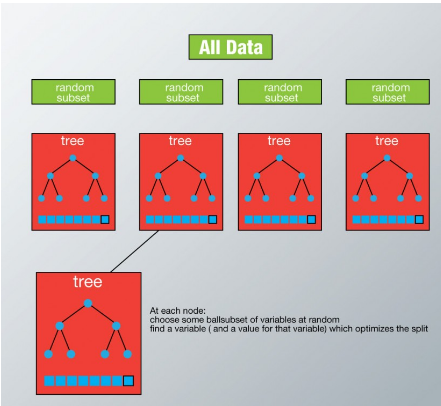 All Data
random
subset
random
subset
random
subset
random
subset
tree
tree
tree
tree
tree
At each node:
choose some ballsubset of variables at random
find a variable ( and a value for that variable) which optimizes the split